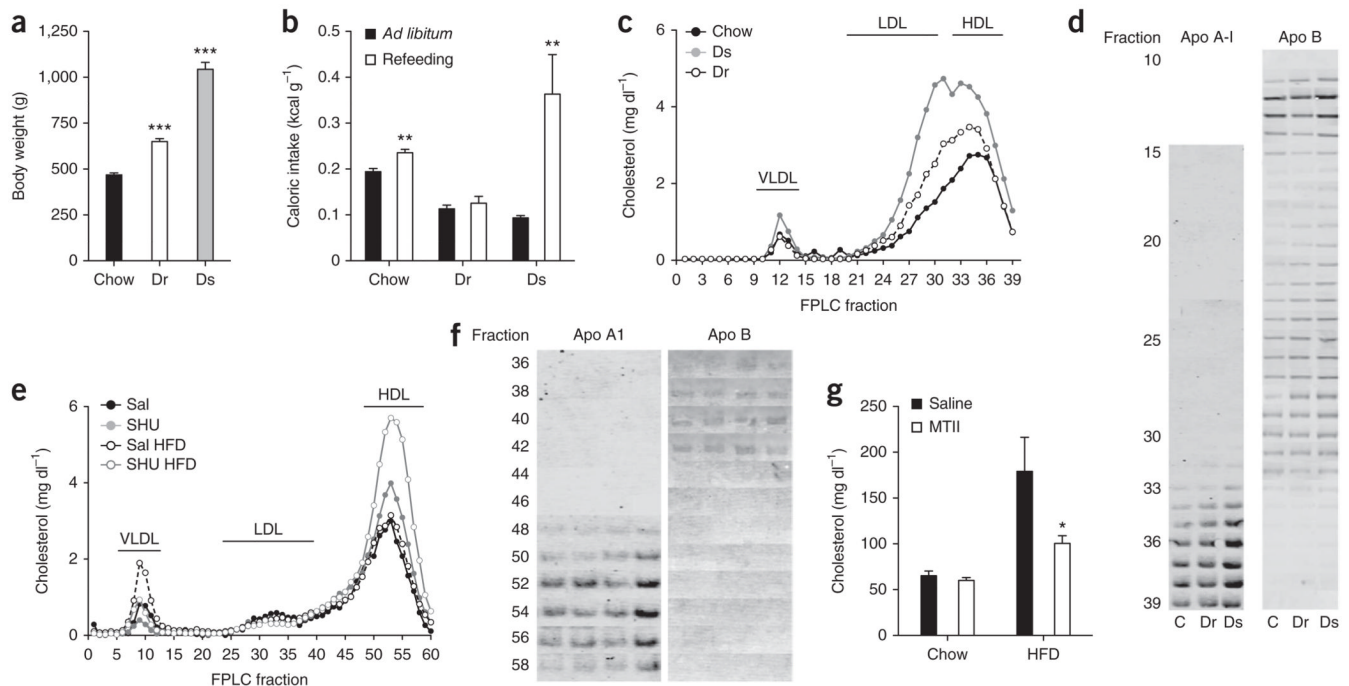 a
Body weight (g)
1,250
1,000
750
500
250
0
***
***
Chow Dr Ds
b
Caloric intake (kcal g⁻¹)
0.5
0.4
0.3
0.2
0.1
0
Ad libitum
Refeeding
**
**
Chow Dr Ds
c
Cholesterol (mg dl⁻¹)
6
4
2
0
Chow
Ds
Dr
VLDL
LDL HDL
0 3 6 9 12 15 18 21 24 27 30 33 36 39
FPLC fraction
d
Fraction Apo A-I Apo B
10
15
20
25
30
33
36
39
C Dr Ds C Dr Ds
e
Cholesterol (mg dl⁻¹)
6
4
2
0
Sal
SHU
Sal HFD
SHU HFD
VLDL
LDL
HDL
0 5 10 15 20 25 30 35 40 45 50 55 60
FPLC fraction
f
Fraction Apo A1 Apo B
36
38
40
42
44
46
48
50
52
54
56
58
g
Cholesterol (mg dl⁻¹)
250
200
150
100
50
0
Saline
MTII
*
Chow HFD